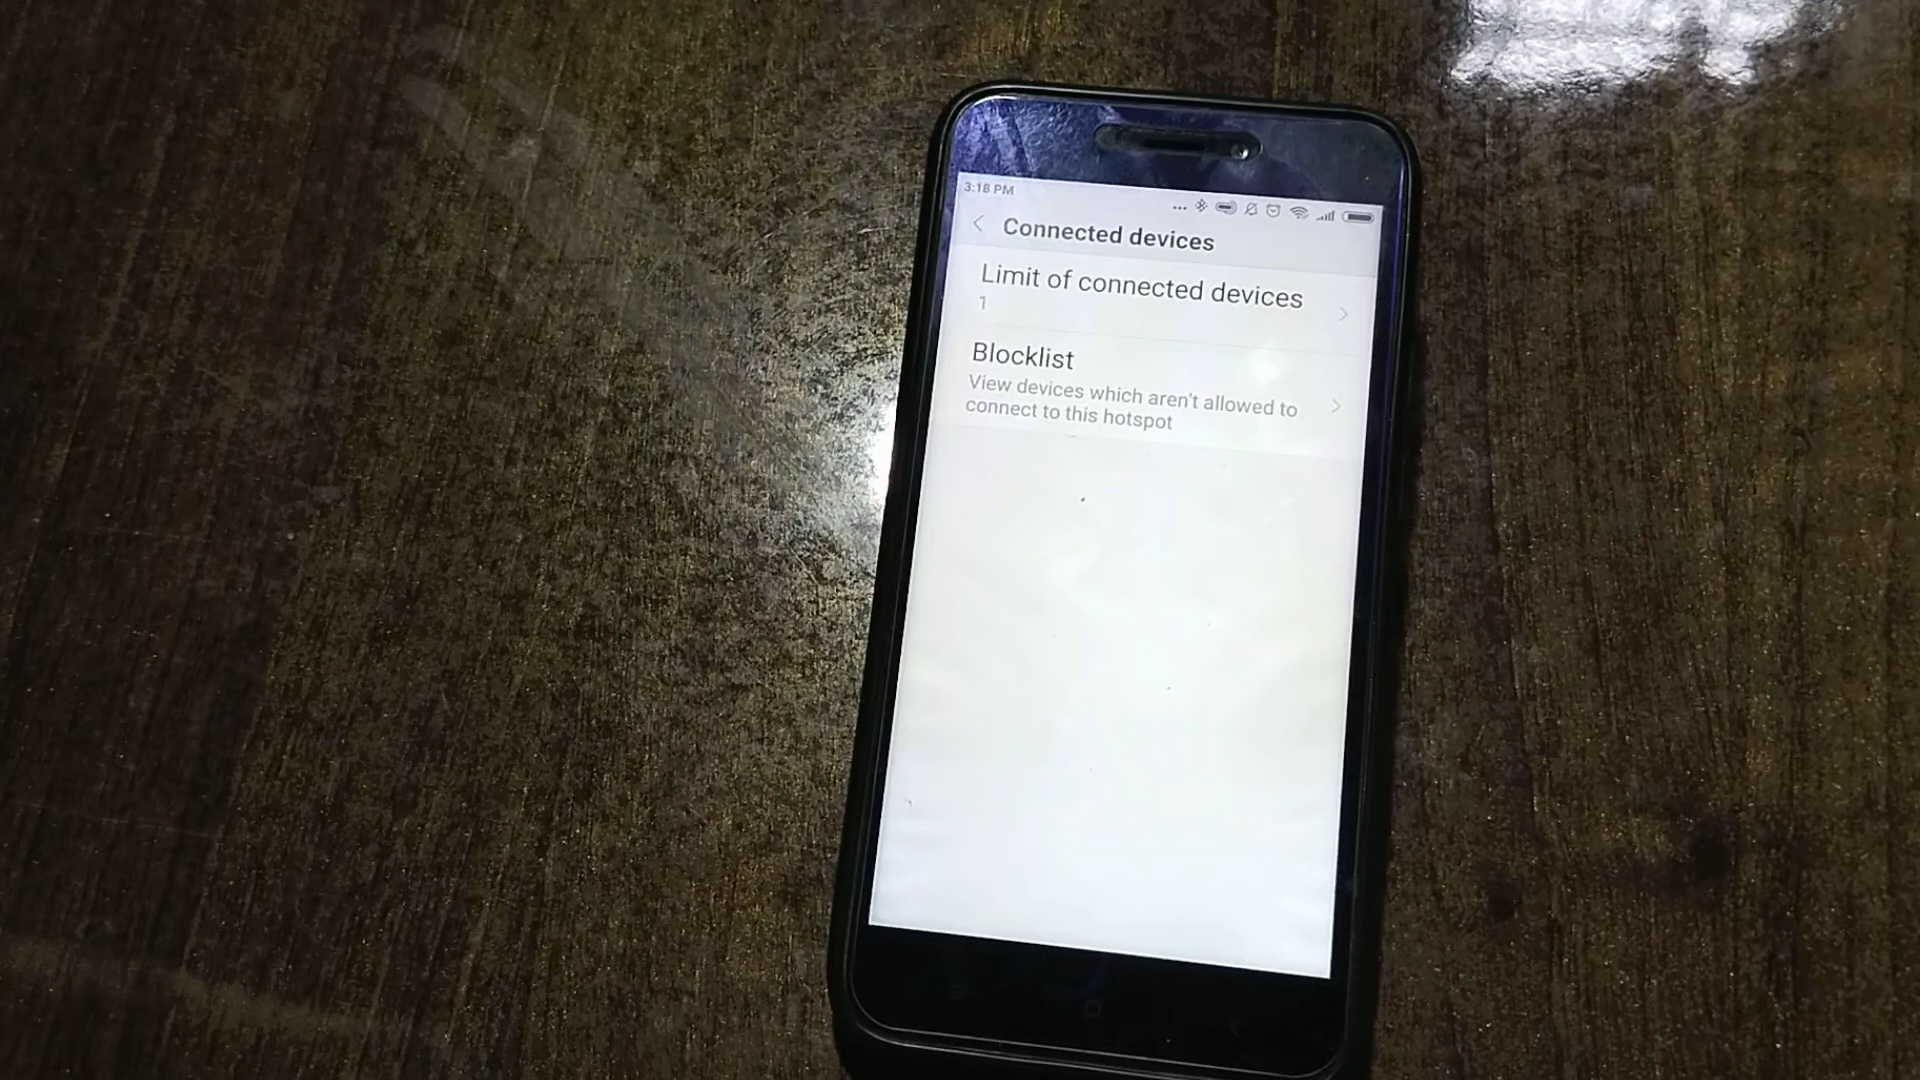 3:18 PM
Connected devices
Limit of connected devices
1
Blocklist
View devices which aren't allowed to
connect to this hotspot